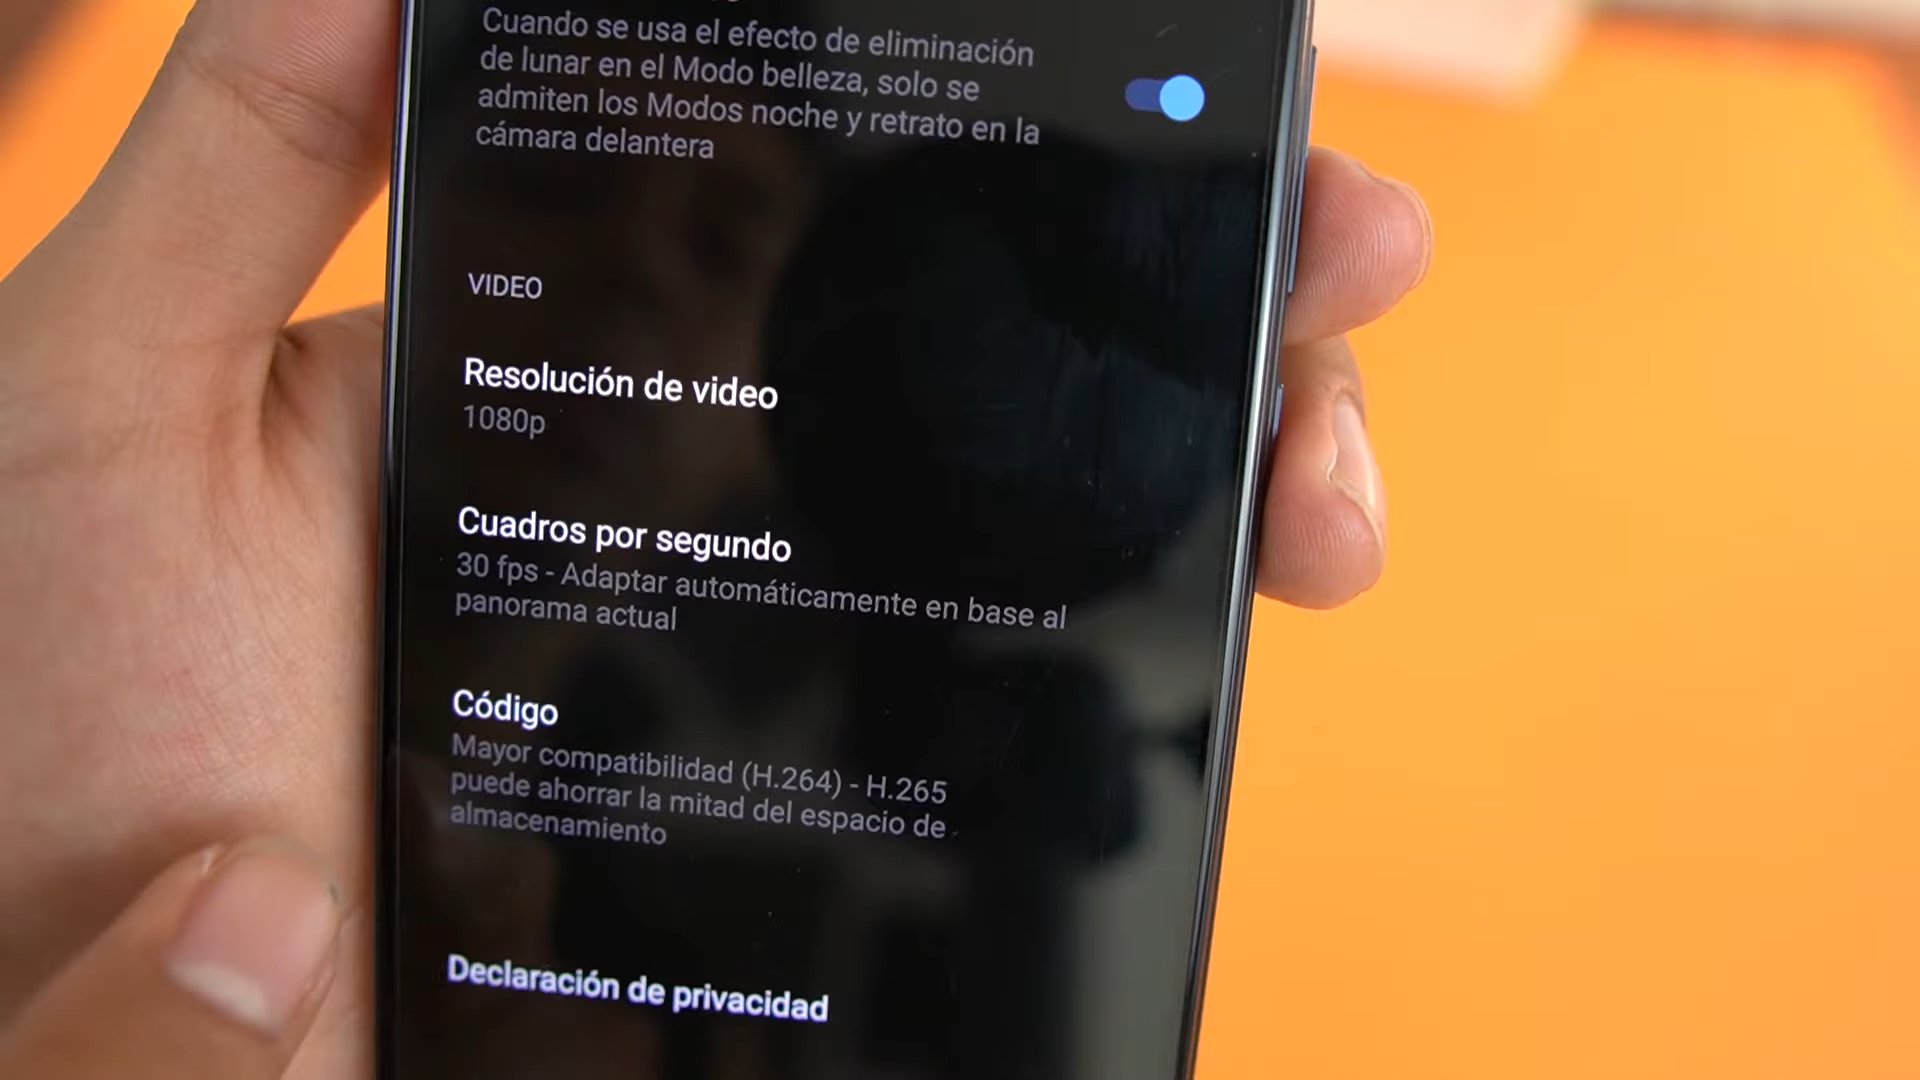 Cuando se usa el efecto de eliminación
de lunar en el Modo belleza, solo se
admiten los Modos noche y retrato en la
cámara delantera
VIDEO
Resolución de video
1080p
Cuadros por segundo
30 fps - Adaptar automáticamente en base al
panorama actual
Código
Mayor compatibilidad (H.264) - H.265
puede ahorrar la mitad del espacio de
almacenamiento
Declaración de privacidad